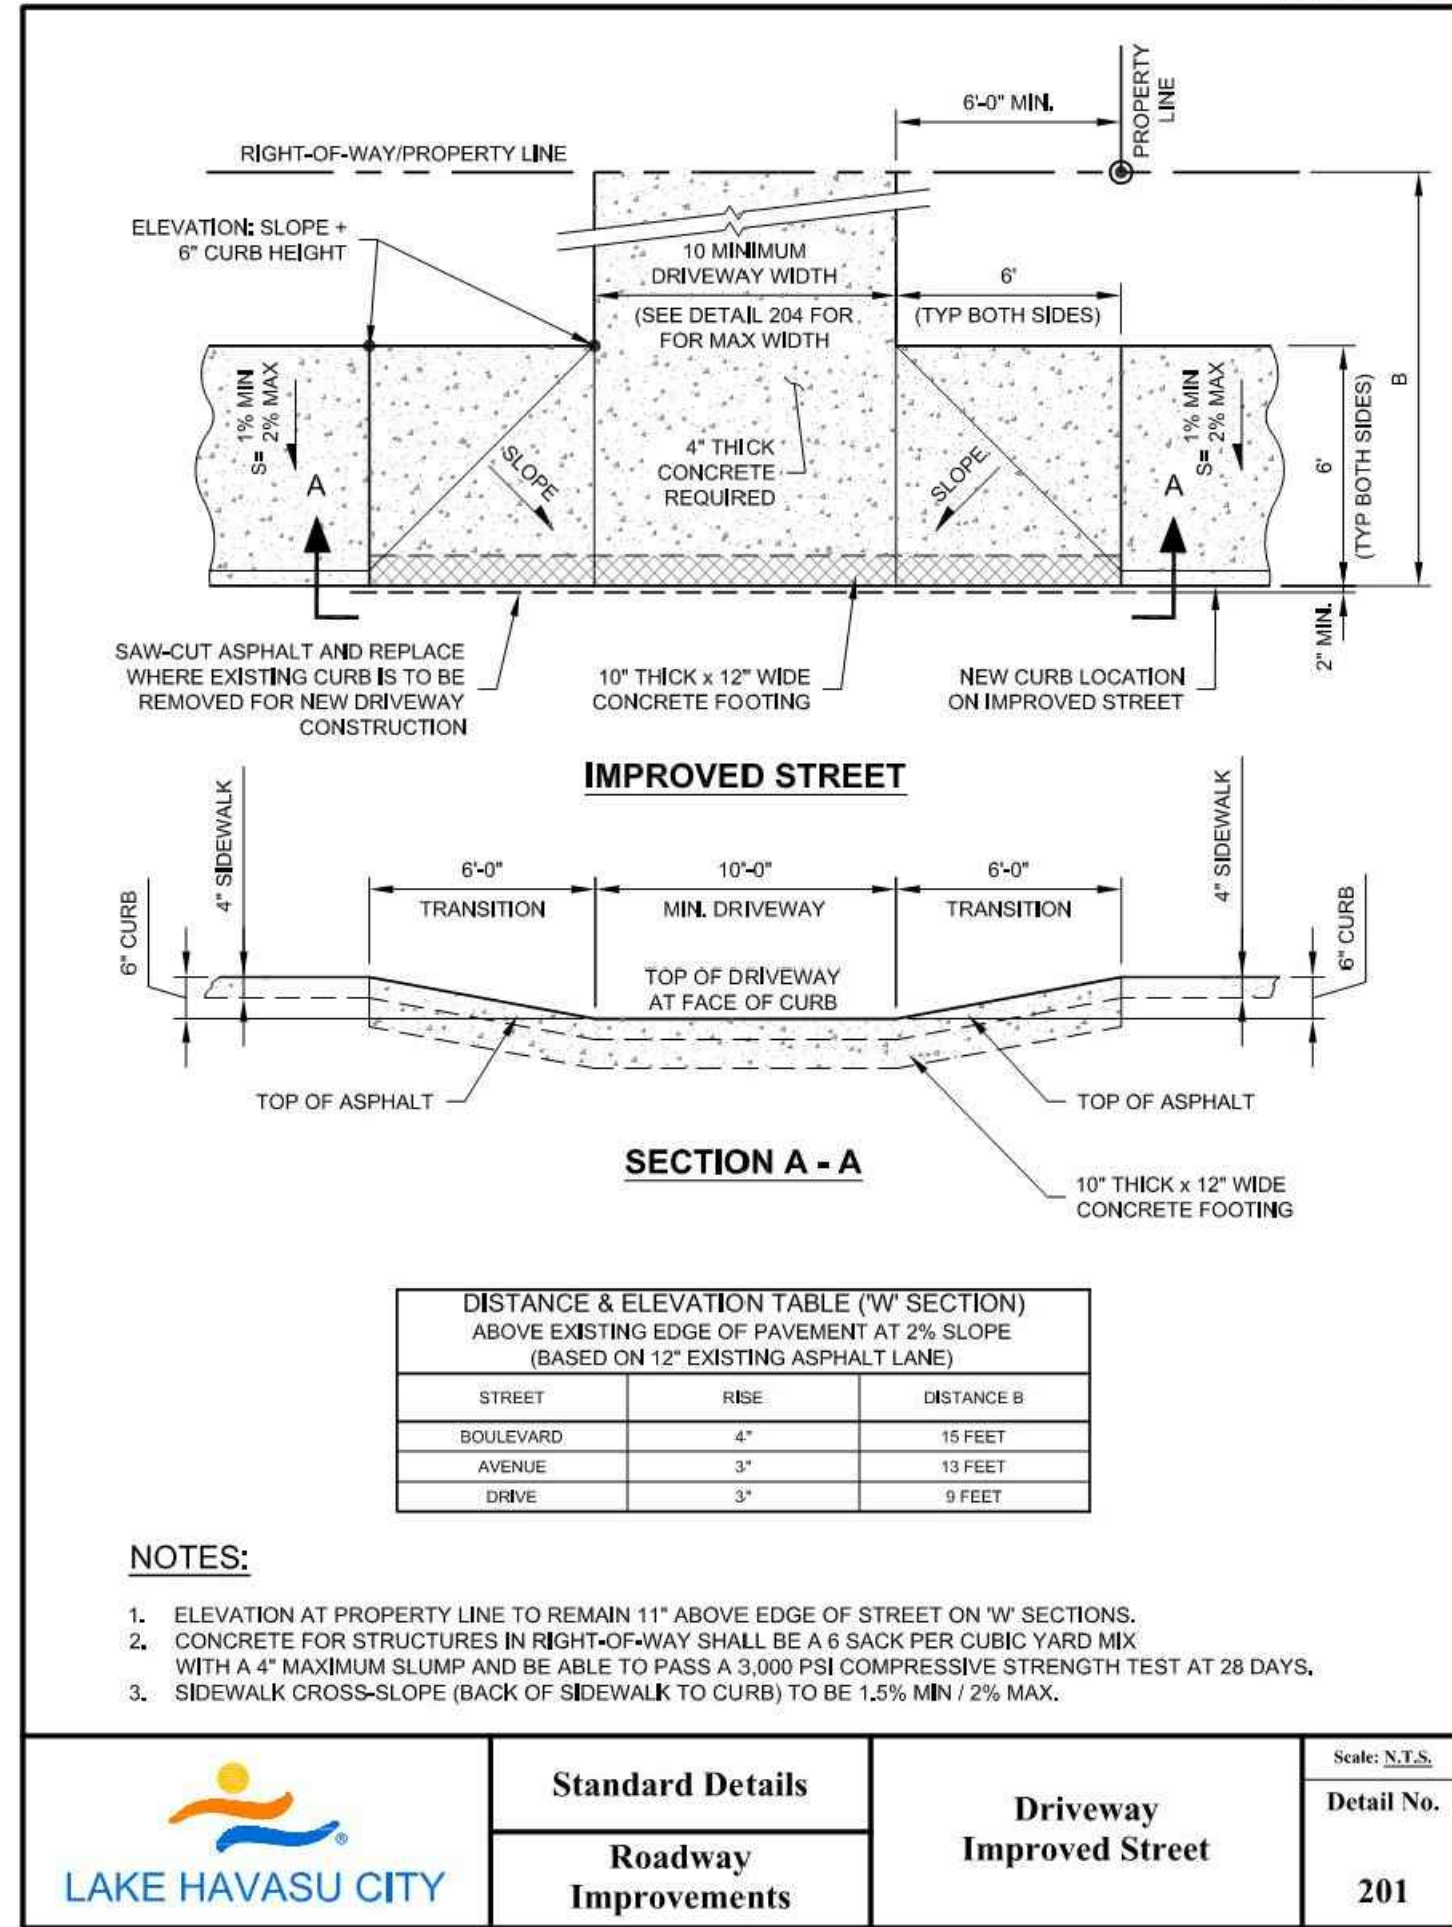 6'-0" MIN.
PROPERTY
LINE
RIGHT-OF-WAY/PROPERTY LINE
ELEVATION: SLOPE +
6" CURB HEIGHT
10 MINIMUM
DRIVEWAY WIDTH
(SEE DETAIL 204 FOR
FOR MAX WIDTH
6'
(TYP BOTH SIDES)
S= 1% MIN
2% MAX
S= 1% MIN
2% MAX
B
6'
(TYP BOTH SIDES)
SLOPE
4" THICK
CONCRETE
REQUIRED
SLOPE
A
A
2" MIN.
SAW-CUT ASPHALT AND REPLACE
WHERE EXISTING CURB IS TO BE
REMOVED FOR NEW DRIVEWAY
CONSTRUCTION
10" THICK x 12" WIDE
CONCRETE FOOTING
NEW CURB LOCATION
ON IMPROVED STREET
IMPROVED STREET
6" CURB
4" SIDEWALK
6'-0"
TRANSITION
10'-0"
MIN. DRIVEWAY
6'-0"
TRANSITION
4" SIDEWALK
6" CURB
TOP OF DRIVEWAY
AT FACE OF CURB
TOP OF ASPHALT
TOP OF ASPHALT
SECTION A - A
10" THICK x 12" WIDE
CONCRETE FOOTING
DISTANCE & ELEVATION TABLE ('W' SECTION)
ABOVE EXISTING EDGE OF PAVEMENT AT 2% SLOPE
(BASED ON 12" EXISTING ASPHALT LANE)
STREET RISE DISTANCE B
BOULEVARD 4" 15 FEET
AVENUE 3" 13 FEET
DRIVE 3" 9 FEET
NOTES:
1. ELEVATION AT PROPERTY LINE TO REMAIN 11" ABOVE EDGE OF STREET ON 'W' SECTIONS.
2. CONCRETE FOR STRUCTURES IN RIGHT-OF-WAY SHALL BE A 6 SACK PER CUBIC YARD MIX
WITH A 4" MAXIMUM SLUMP AND BE ABLE TO PASS A 3,000 PSI COMPRESSIVE STRENGTH TEST AT 28 DAYS.
3. SIDEWALK CROSS-SLOPE (BACK OF SIDEWALK TO CURB) TO BE 1.5% MIN / 2% MAX.
®
LAKE HAVASU CITY
Standard Details
Roadway
Improvements
Driveway
Improved Street
Scale: N.T.S.
Detail No.
201